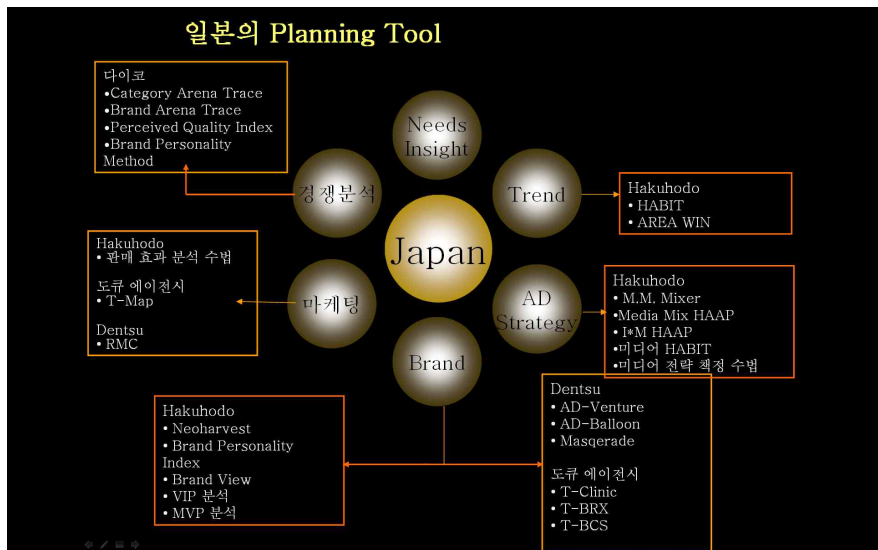 일본의 Planning Tool
다이코
•Category Arena Trace
•Brand Arena Trace
•Perceived Quality Index
•Brand Personality
Method
Needs
Insight
경쟁분석
Trend
Hakuhodo
• HABIT
• AREA WIN
Japan
Hakuhodo
• 판매 효과 분석 수법
도큐 에이전시
• T-Map
Dentsu
• RMC
마케팅
AD
Strategy
Hakuhodo
• M.M. Mixer
•Media Mix HAAP
• I*M HAAP
•미디어 HABIT
•미디어 전략 책정 수법
Brand
Hakuhodo
• Neoharvest
• Brand Personality
Index
• Brand View
• VIP 분석
• MVP 분석
Dentsu
• AD-Venture
• AD-Balloon
• Masqerade
도큐 에이전시
• T-Clinic
• T-BRX
• T-BCS